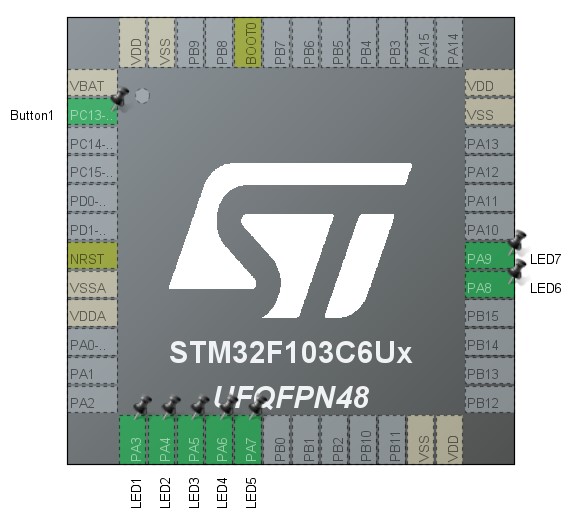 VDD
VSS
PB9
PB8
BOOT0
PB7
PB6
PB5
PB4
PB3
PA15
PA14
Button1
VBAT
PC13-..
PC14-..
PC15-..
PD0-..
PD1-..
NRST
VSSA
VDDA
PA0-..
PA1
PA2
VDD
VSS
PA13
PA12
PA11
PA10
PA9 LED7
PA8 LED6
PB15
PB14
PB13
PB12
ST
STM32F103C6Ux
UFQFPN48
PA3
PA4
PA5
PA6
PA7
PB0
PB1
PB2
PB10
PB11
VSS
VDD
LED1
LED2
LED3
LED4
LED5